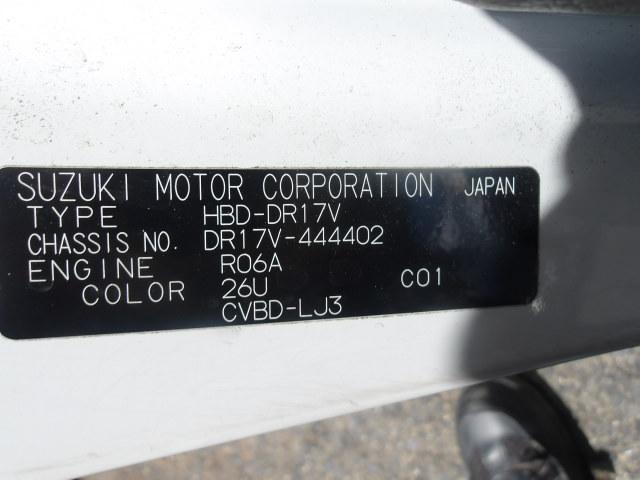 SUZUKI MOTOR CORPORATION JAPAN
TYPE HBD-DR17V
CHASSIS NO. DR17V-444402
ENGINE R06A
COLOR 26U C01
CVBD-LJ3